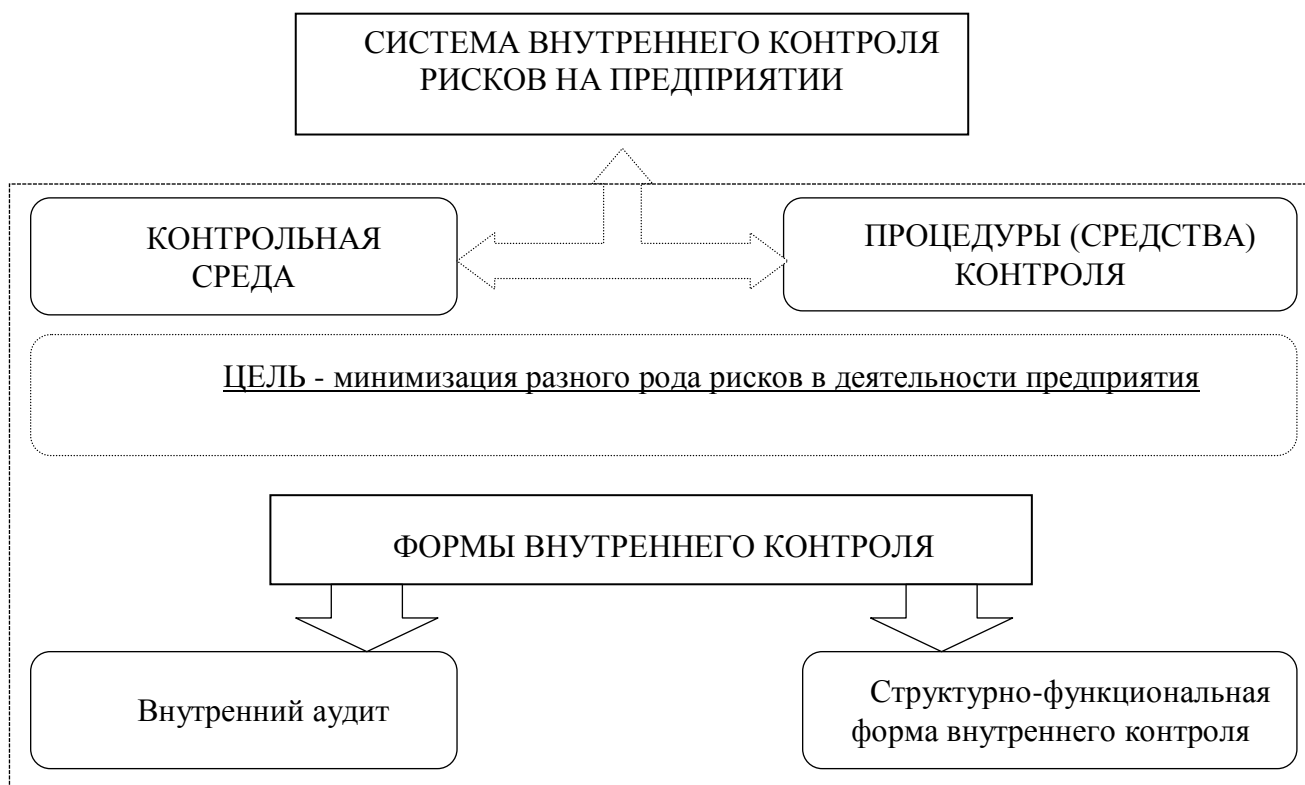 СИСТЕМА ВНУТРЕННЕГО КОНТРОЛЯ
РИСКОВ НА ПРЕДПРИЯТИИ
КОНТРОЛЬНАЯ
СРЕДА
ПРОЦЕДУРЫ (СРЕДСТВА)
КОНТРОЛЯ
ЦЕЛЬ - минимизация разного рода рисков в деятельности предприятия
ФОРМЫ ВНУТРЕННЕГО КОНТРОЛЯ
Внутренний аудит
Структурно-функциональная
форма внутреннего контроля